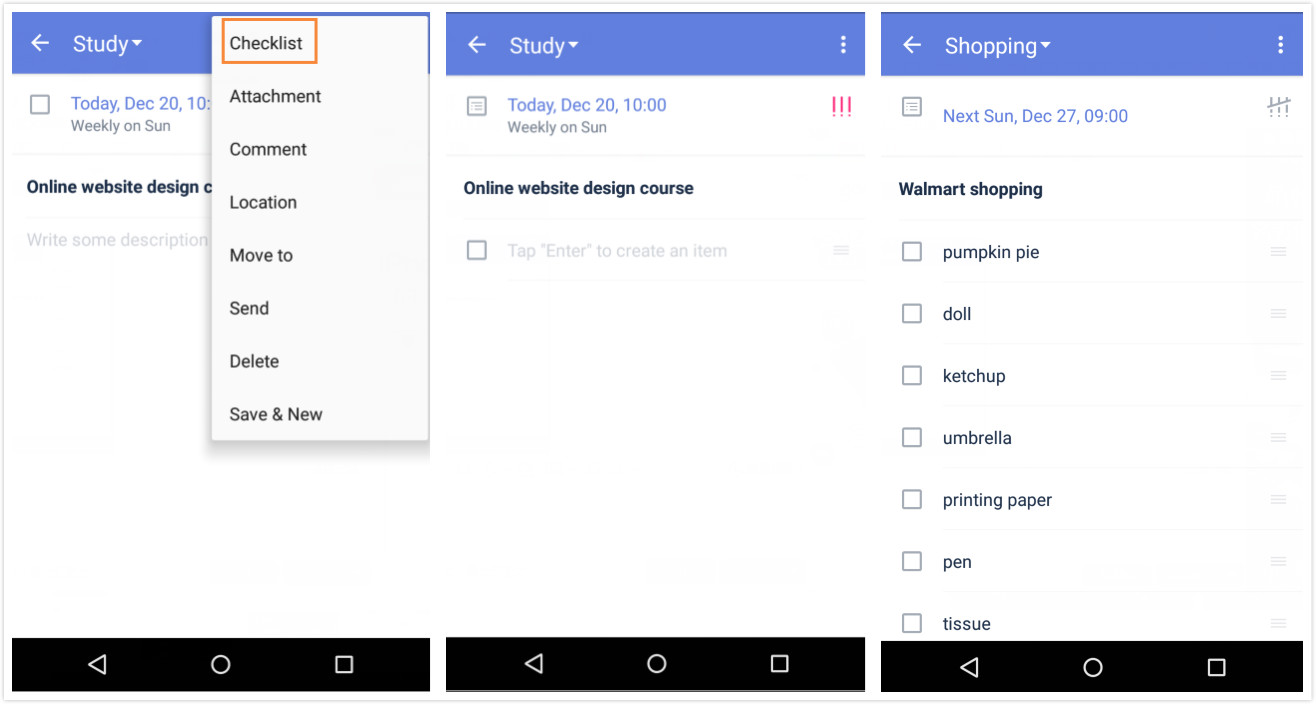 Study
Today, Dec 20, 10:
Weekly on Sun
Online website design c
Write some description
Checklist
Attachment
Comment
Location
Move to
Send
Delete
Save & New
Study
Today, Dec 20, 10:00
!!!
Weekly on Sun
Online website design course
Tap "Enter" to create an item
Shopping
Next Sun, Dec 27, 09:00
Walmart shopping
pumpkin pie
doll
ketchup
umbrella
printing paper
pen
tissue